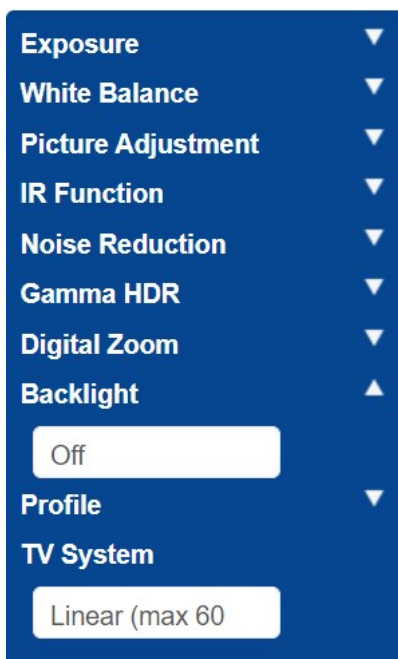 Exposure
White Balance
Picture Adjustment
IR Function
Noise Reduction
Gamma HDR
Digital Zoom
Backlight
Off
Profile
TV System
Linear (max 60